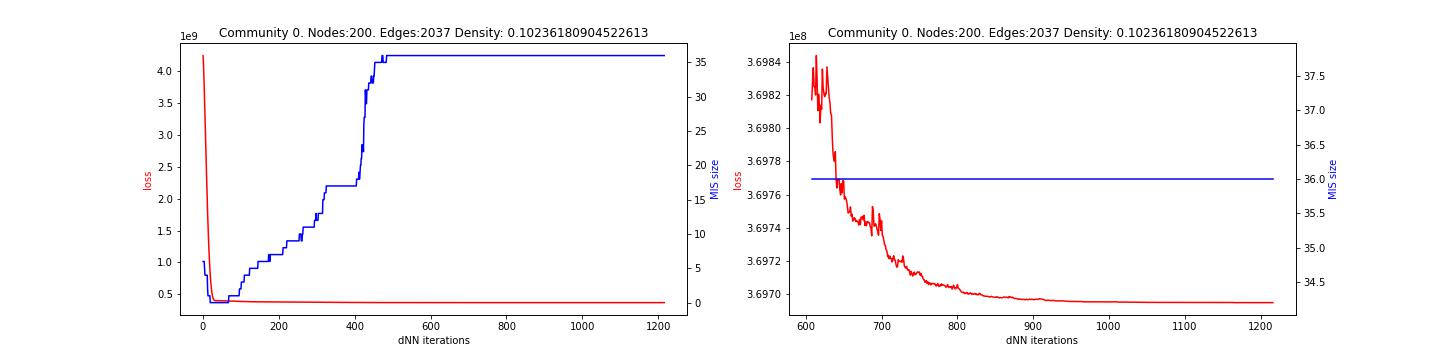 Community 0. Nodes:200. Edges:2037 Density: 0.10236180904522613
1e9
4.0
3.5
3.0
2.5
2.0
1.5
1.0
0.5
loss
35
30
25
20
15
10
5
0
MIS size
0 200 400 600 800 1000 1200
dNN iterations
Community 0. Nodes:200. Edges:2037 Density: 0.10236180904522613
1e8
3.6984
3.6982
3.6980
3.6978
3.6976
3.6974
3.6972
3.6970
loss
37.5
37.0
36.5
36.0
35.5
35.0
34.5
MIS size
600 700 800 900 1000 1100 1200
dNN iterations